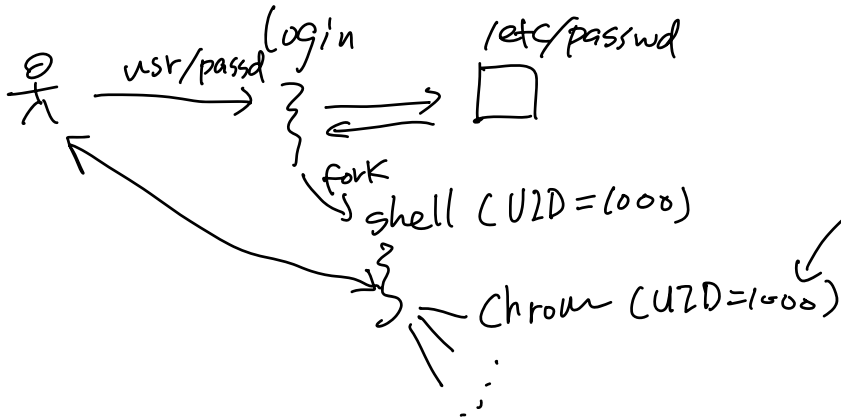 login
/etc/passwd
usr/passd
fork
shell (UID=1000)
Chrom (UID=1000)